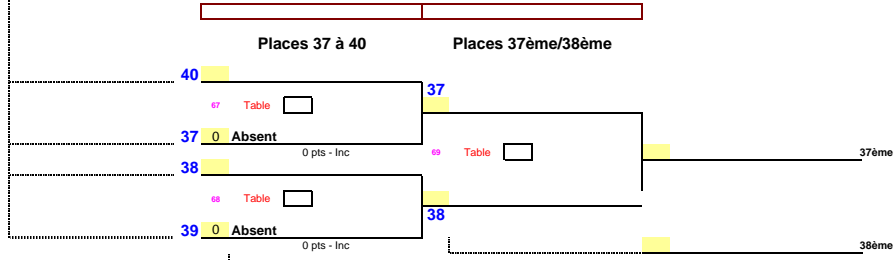 Places 37 à 40
Places 37ème/38ème
40
37
67 Table
37 0 Absent
0 pts - Inc
69 Table
37ème
38
68 Table
38
39 0 Absent
0 pts - Inc
38ème